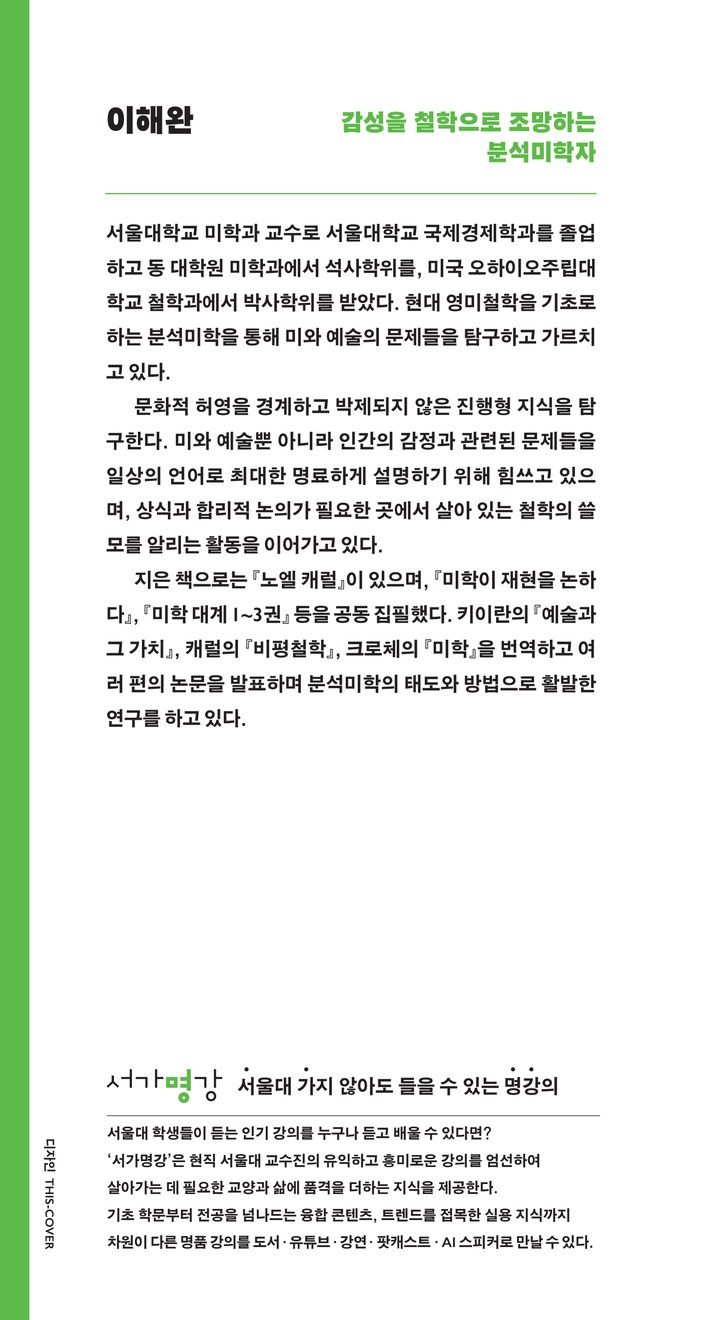 이해완
감성을 철학으로 조망하는
분석미학자
서울대학교 미학과 교수로 서울대학교 국제경제학과를 졸업
하고 동 대학원 미학과에서 석사학위를, 미국 오하이오주립대
학교 철학과에서 박사학위를 받았다. 현대 영미철학을 기초로
하는 분석미학을 통해 미와 예술의 문제들을 탐구하고 가르치
고 있다.
문화적 허영을 경계하고 박제되지 않은 진행형 지식을 탐
구한다. 미와 예술뿐 아니라 인간의 감정과 관련된 문제들을
일상의 언어로 최대한 명료하게 설명하기 위해 힘쓰고 있으
며, 상식과 합리적 논의가 필요한 곳에서 살아 있는 철학의 쓸
모를 알리는 활동을 이어가고 있다.
지은 책으로는 『노엘 캐럴』이 있으며, 『미학이 재현을 논하
다』, 『미학 대계 1~3권』 등을 공동 집필했다. 키이란의 『예술과
그 가치』, 캐럴의 『비평철학』, 크로체의 『미학』을 번역하고 여
러 편의 논문을 발표하며 분석미학의 태도와 방법으로 활발한
연구를 하고 있다.
서가명강 서울대 가지 않아도 들을 수 있는 명강의
서울대 학생들이 듣는 인기 강의를 누구나 듣고 배울 수 있다면?
‘서가명강’은 현직 서울대 교수진의 유익하고 흥미로운 강의를 엄선하여
살아가는 데 필요한 교양과 삶에 품격을 더하는 지식을 제공한다.
기초 학문부터 전공을 넘나드는 융합 콘텐츠, 트렌드를 접목한 실용 지식까지
차원이 다른 명품 강의를 도서 · 유튜브 · 강연 · 팟캐스트 · AI 스피커로 만날 수 있다.
디자인 THIS-COVER